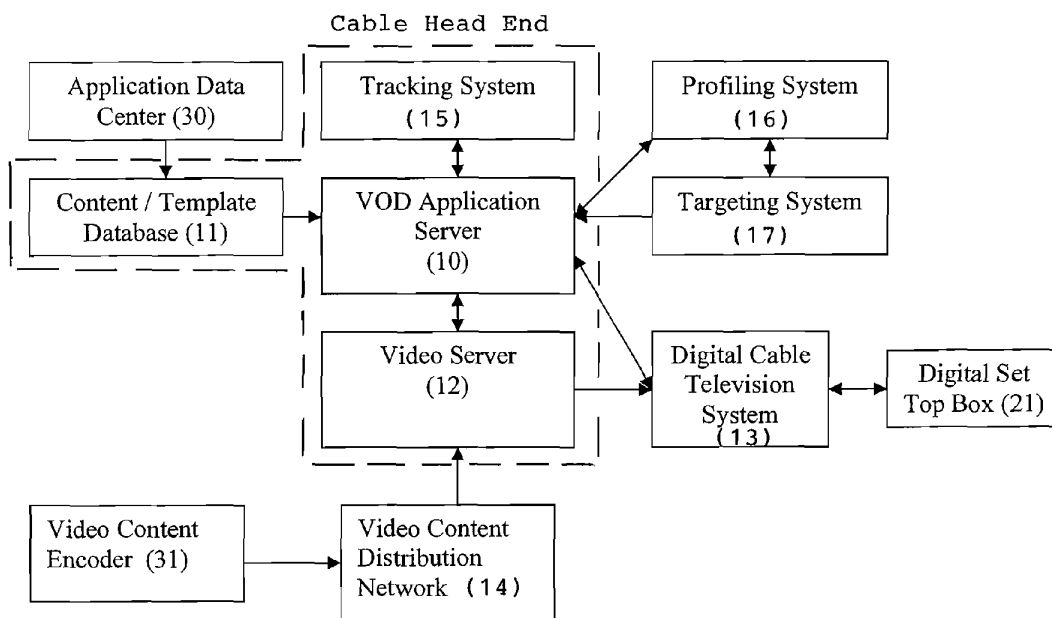 Cable Head End
Application Data
Center (30)
Tracking System
(15)
Profiling System
(16)
Content / Template
Database (11)
VOD Application
Server
(10)
Targeting System
(17)
Video Server
(12)
Digital Cable
Television
System
(13)
Digital Set
Top Box (21)
Video Content
Encoder (31)
Video Content
Distribution
Network (14)